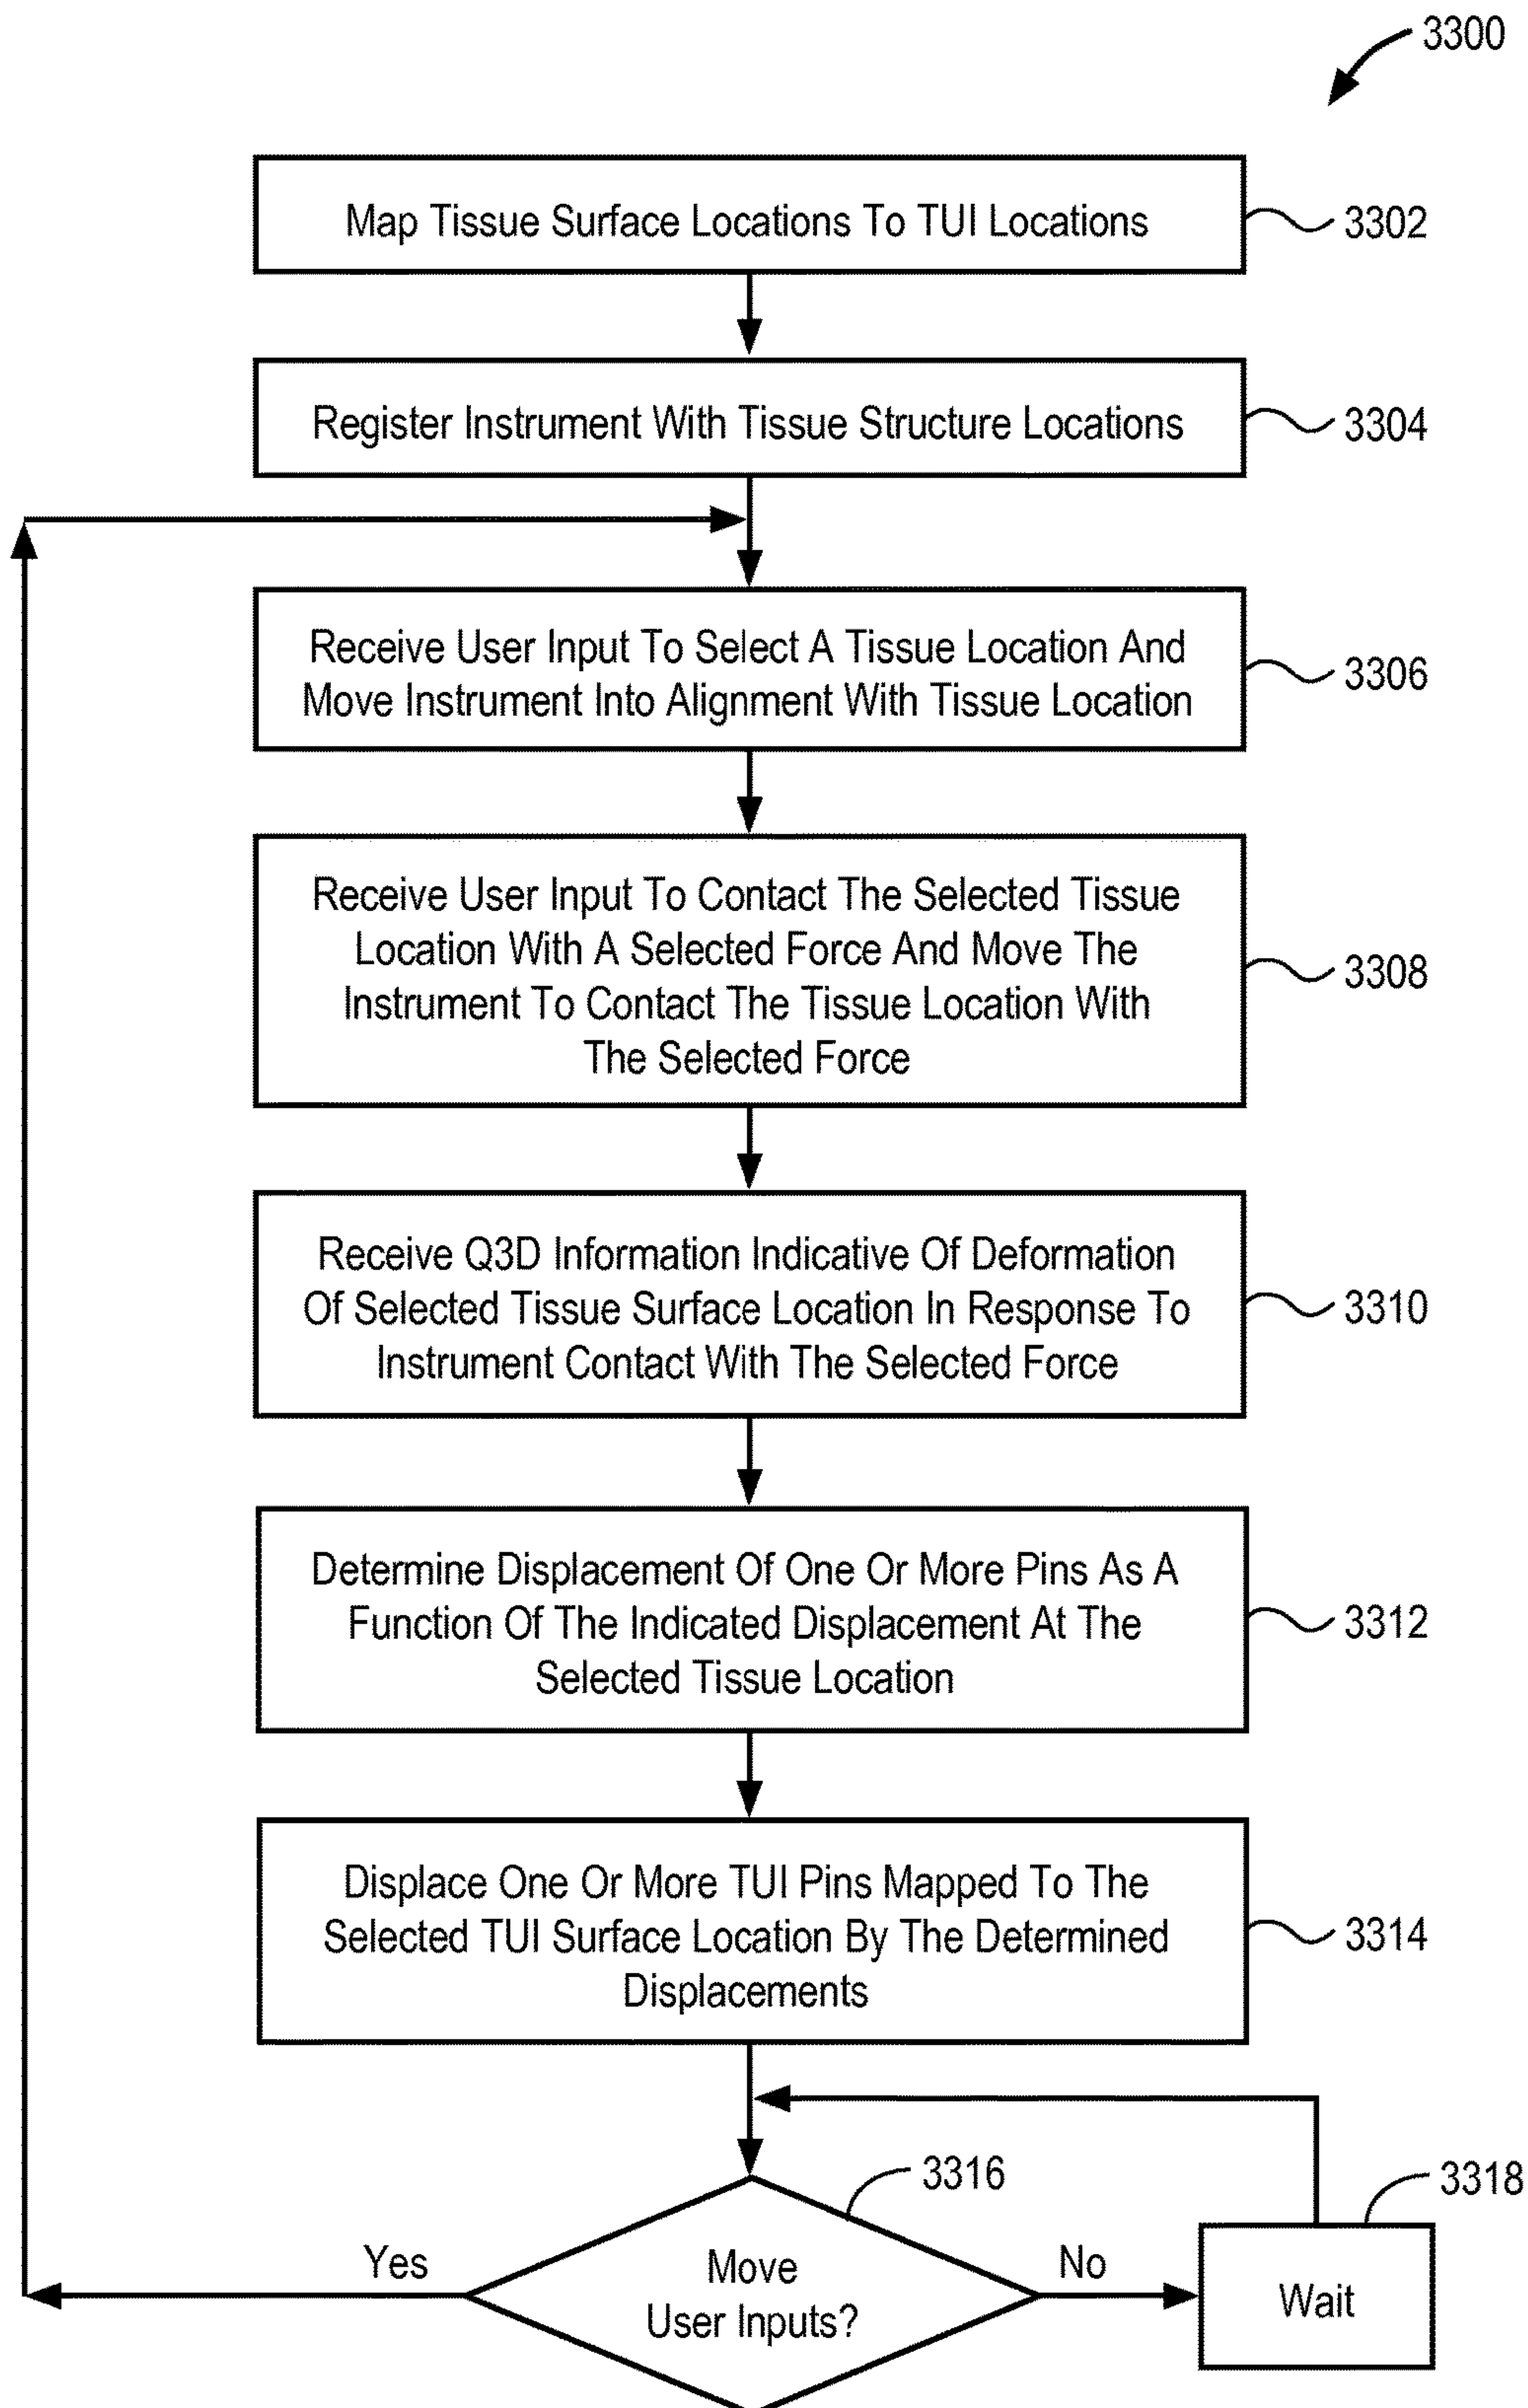 3300
Map Tissue Surface Locations To TUI Locations
3302
Register Instrument With Tissue Structure Locations
3304
Receive User Input To Select A Tissue Location And
Move Instrument Into Alignment With Tissue Location
3306
Receive User Input To Contact The Selected Tissue
Location With A Selected Force And Move The
Instrument To Contact The Tissue Location With
The Selected Force
3308
Receive Q3D Information Indicative Of Deformation
Of Selected Tissue Surface Location In Response To
Instrument Contact With The Selected Force
3310
Determine Displacement Of One Or More Pins As A
Function Of The Indicated Displacement At The
Selected Tissue Location
3312
Displace One Or More TUI Pins Mapped To The
Selected TUI Surface Location By The Determined
Displacements
3314
3316
3318
Yes
Move
User Inputs?
No
Wait